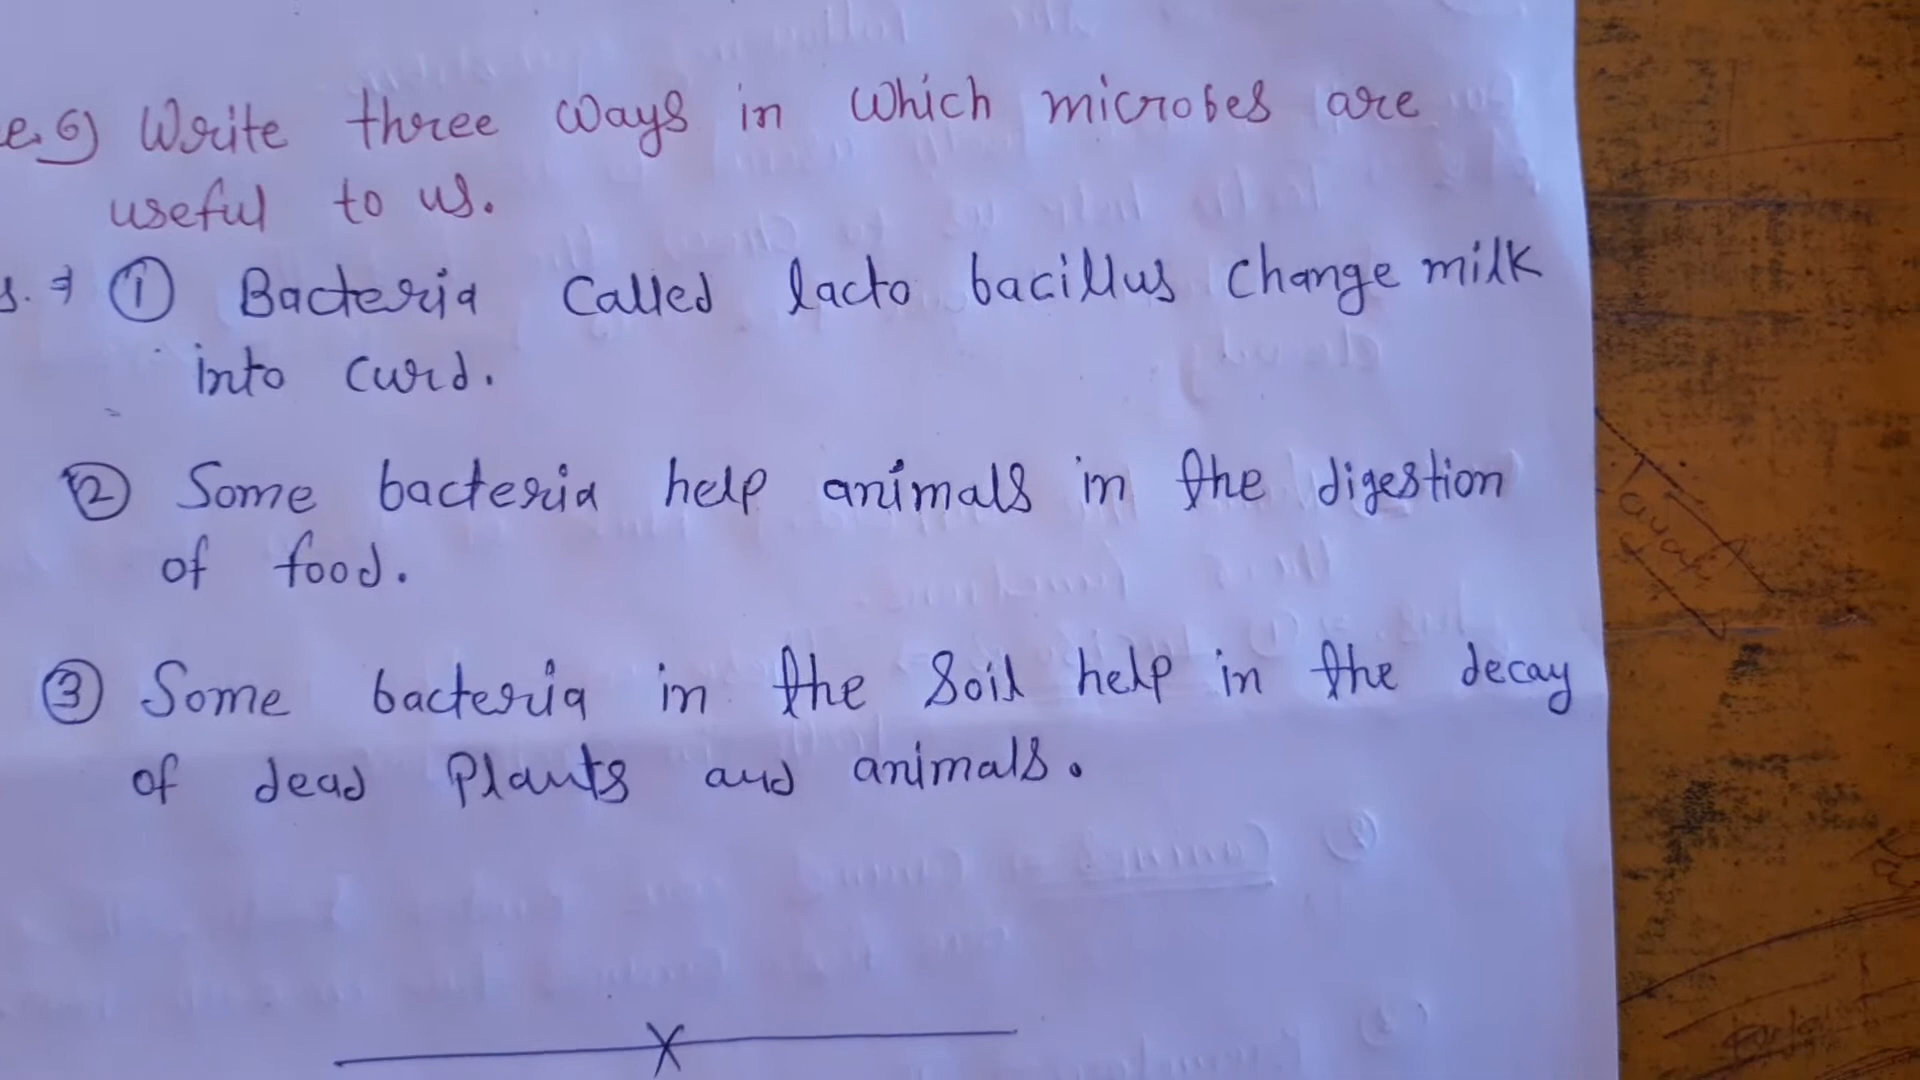 e.6) Write three ways in which microbes are
useful to us.
s. ⇒ ① Bacteria Called lacto bacillus change milk
into curd.
② Some bacteria help animals in the digestion
of food.
③ Some bacteria in the Soil help in the decay
of dead Plants and animals.